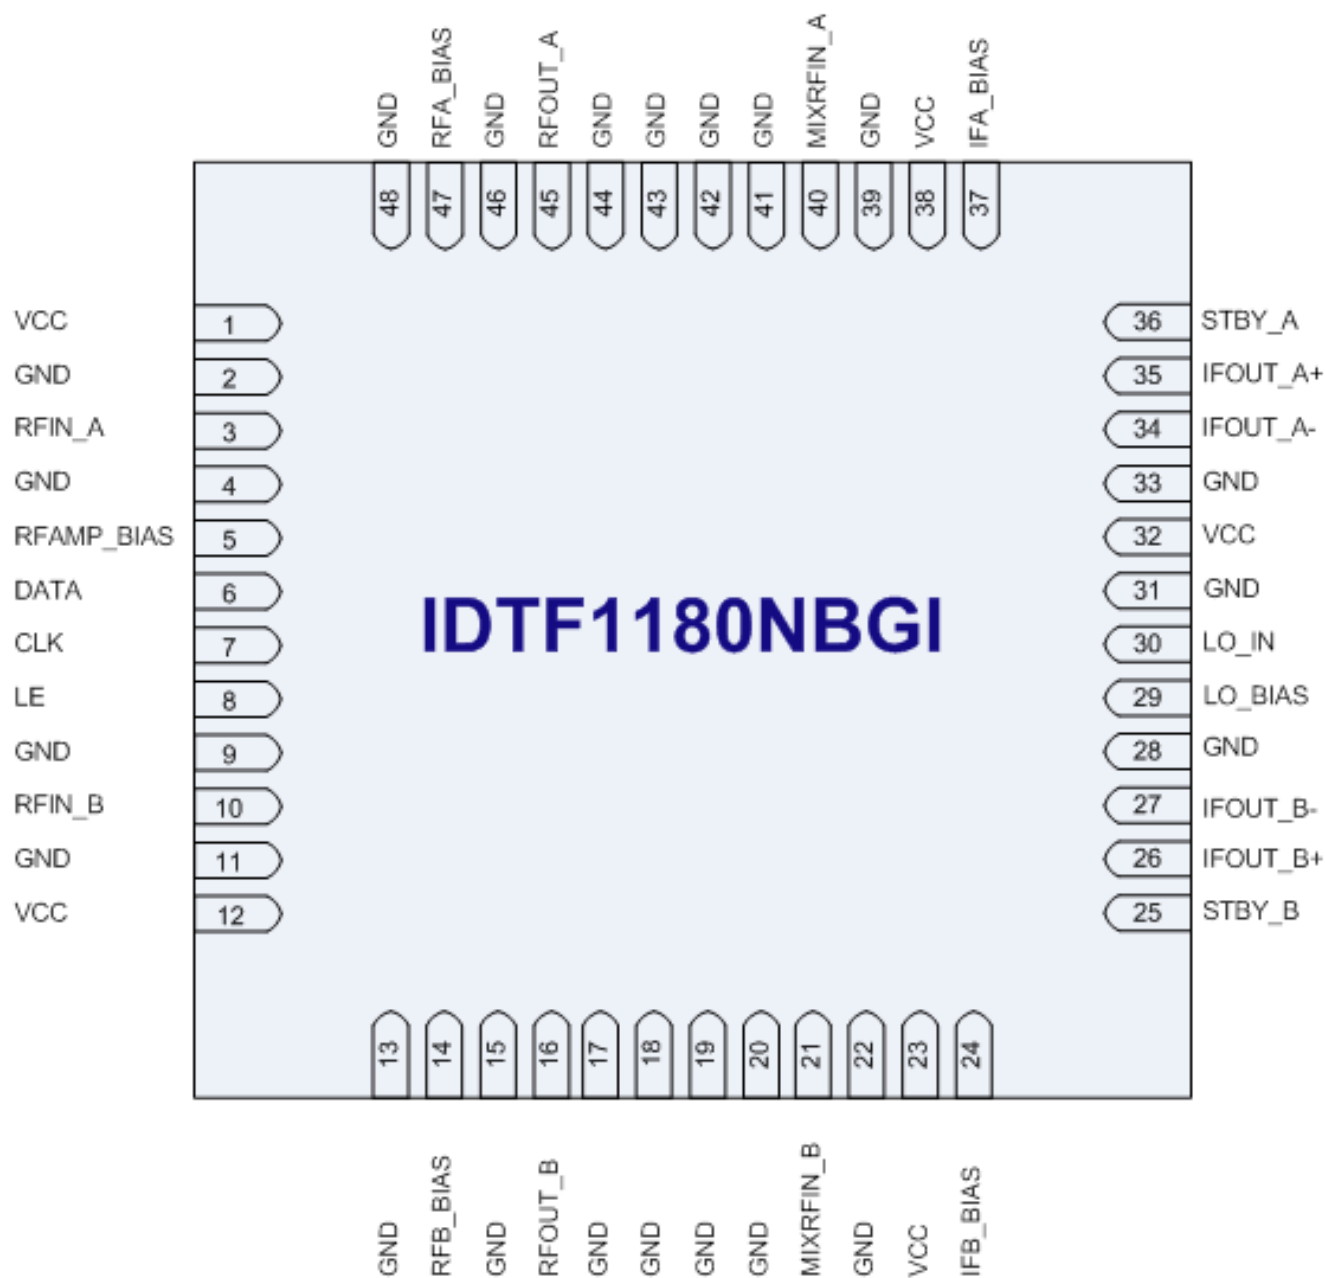 GND
RFA_BIAS
GND
RFOUT_A
GND
GND
GND
GND
MIXRFIN_A
GND
VCC
IFA_BIAS
48
47
46
45
44
43
42
41
40
39
38
37
VCC 1
GND 2
RFIN_A 3
GND 4
RFAMP_BIAS 5
DATA 6
CLK 7
LE 8
GND 9
RFIN_B 10
GND 11
VCC 12
IDTF1180NBGI
36 STBY_A
35 IFOUT_A+
34 IFOUT_A-
33 GND
32 VCC
31 GND
30 LO_IN
29 LO_BIAS
28 GND
27 IFOUT_B-
26 IFOUT_B+
25 STBY_B
13
14
15
16
17
18
19
20
21
22
23
24
GND
RFB_BIAS
GND
RFOUT_B
GND
GND
GND
GND
MIXRFIN_B
GND
VCC
IFB_BIAS